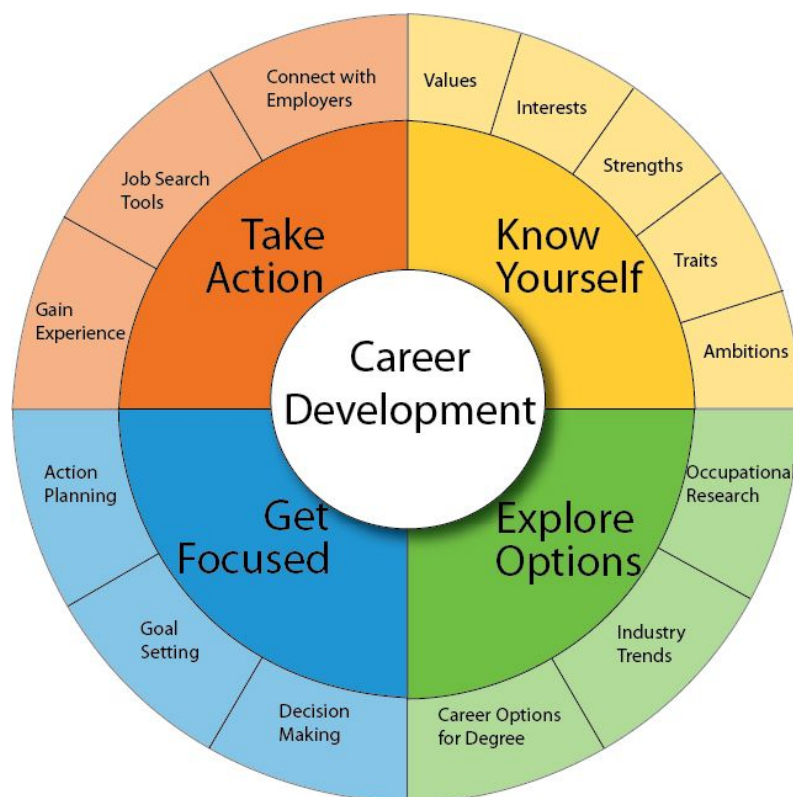 Career
Development
Know
Yourself
Values
Interests
Strengths
Traits
Ambitions
Explore
Options
Occupational
Research
Industry
Trends
Career Options
for Degree
Get
Focused
Decision
Making
Goal
Setting
Action
Planning
Take
Action
Gain
Experience
Job Search
Tools
Connect with
Employers